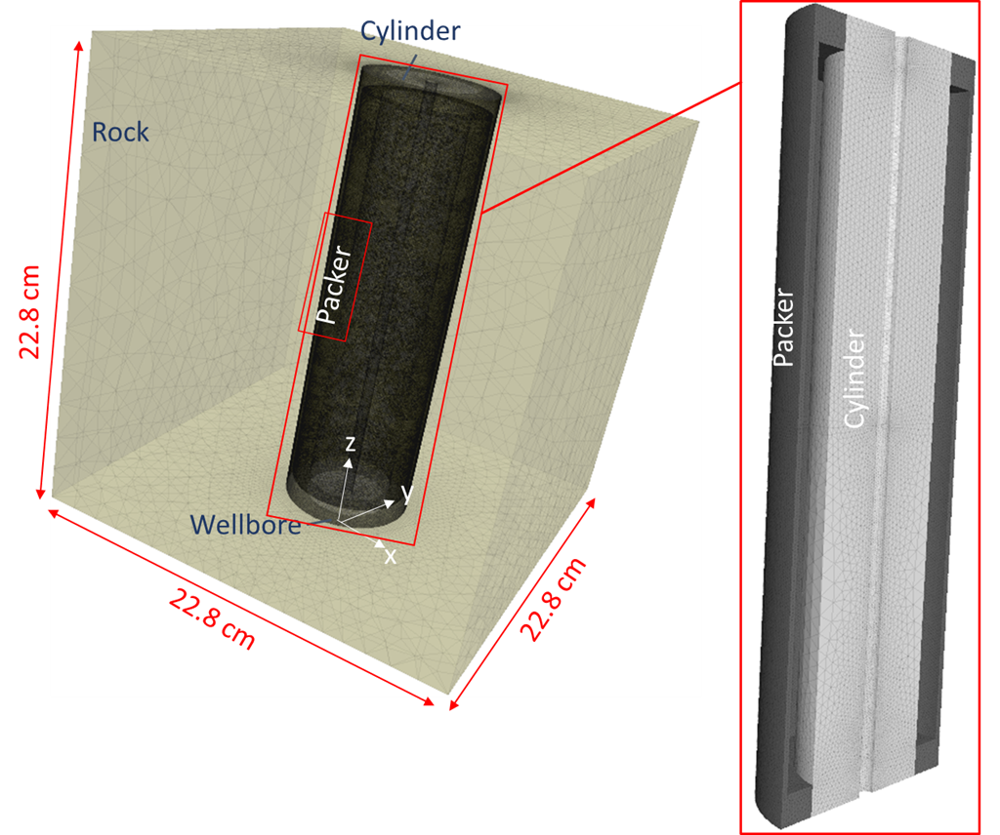 Cylinder
Rock
Packer
22.8 cm
z
y
x
Wellbore
22.8 cm
22.8 cm
Packer
Cylinder